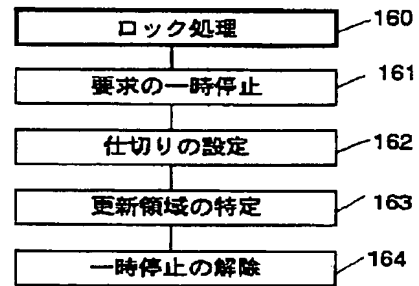 ロック処理 160
要求の一時停止 161
仕切りの設定 162
更新領域の特定 163
一時停止の解除 164